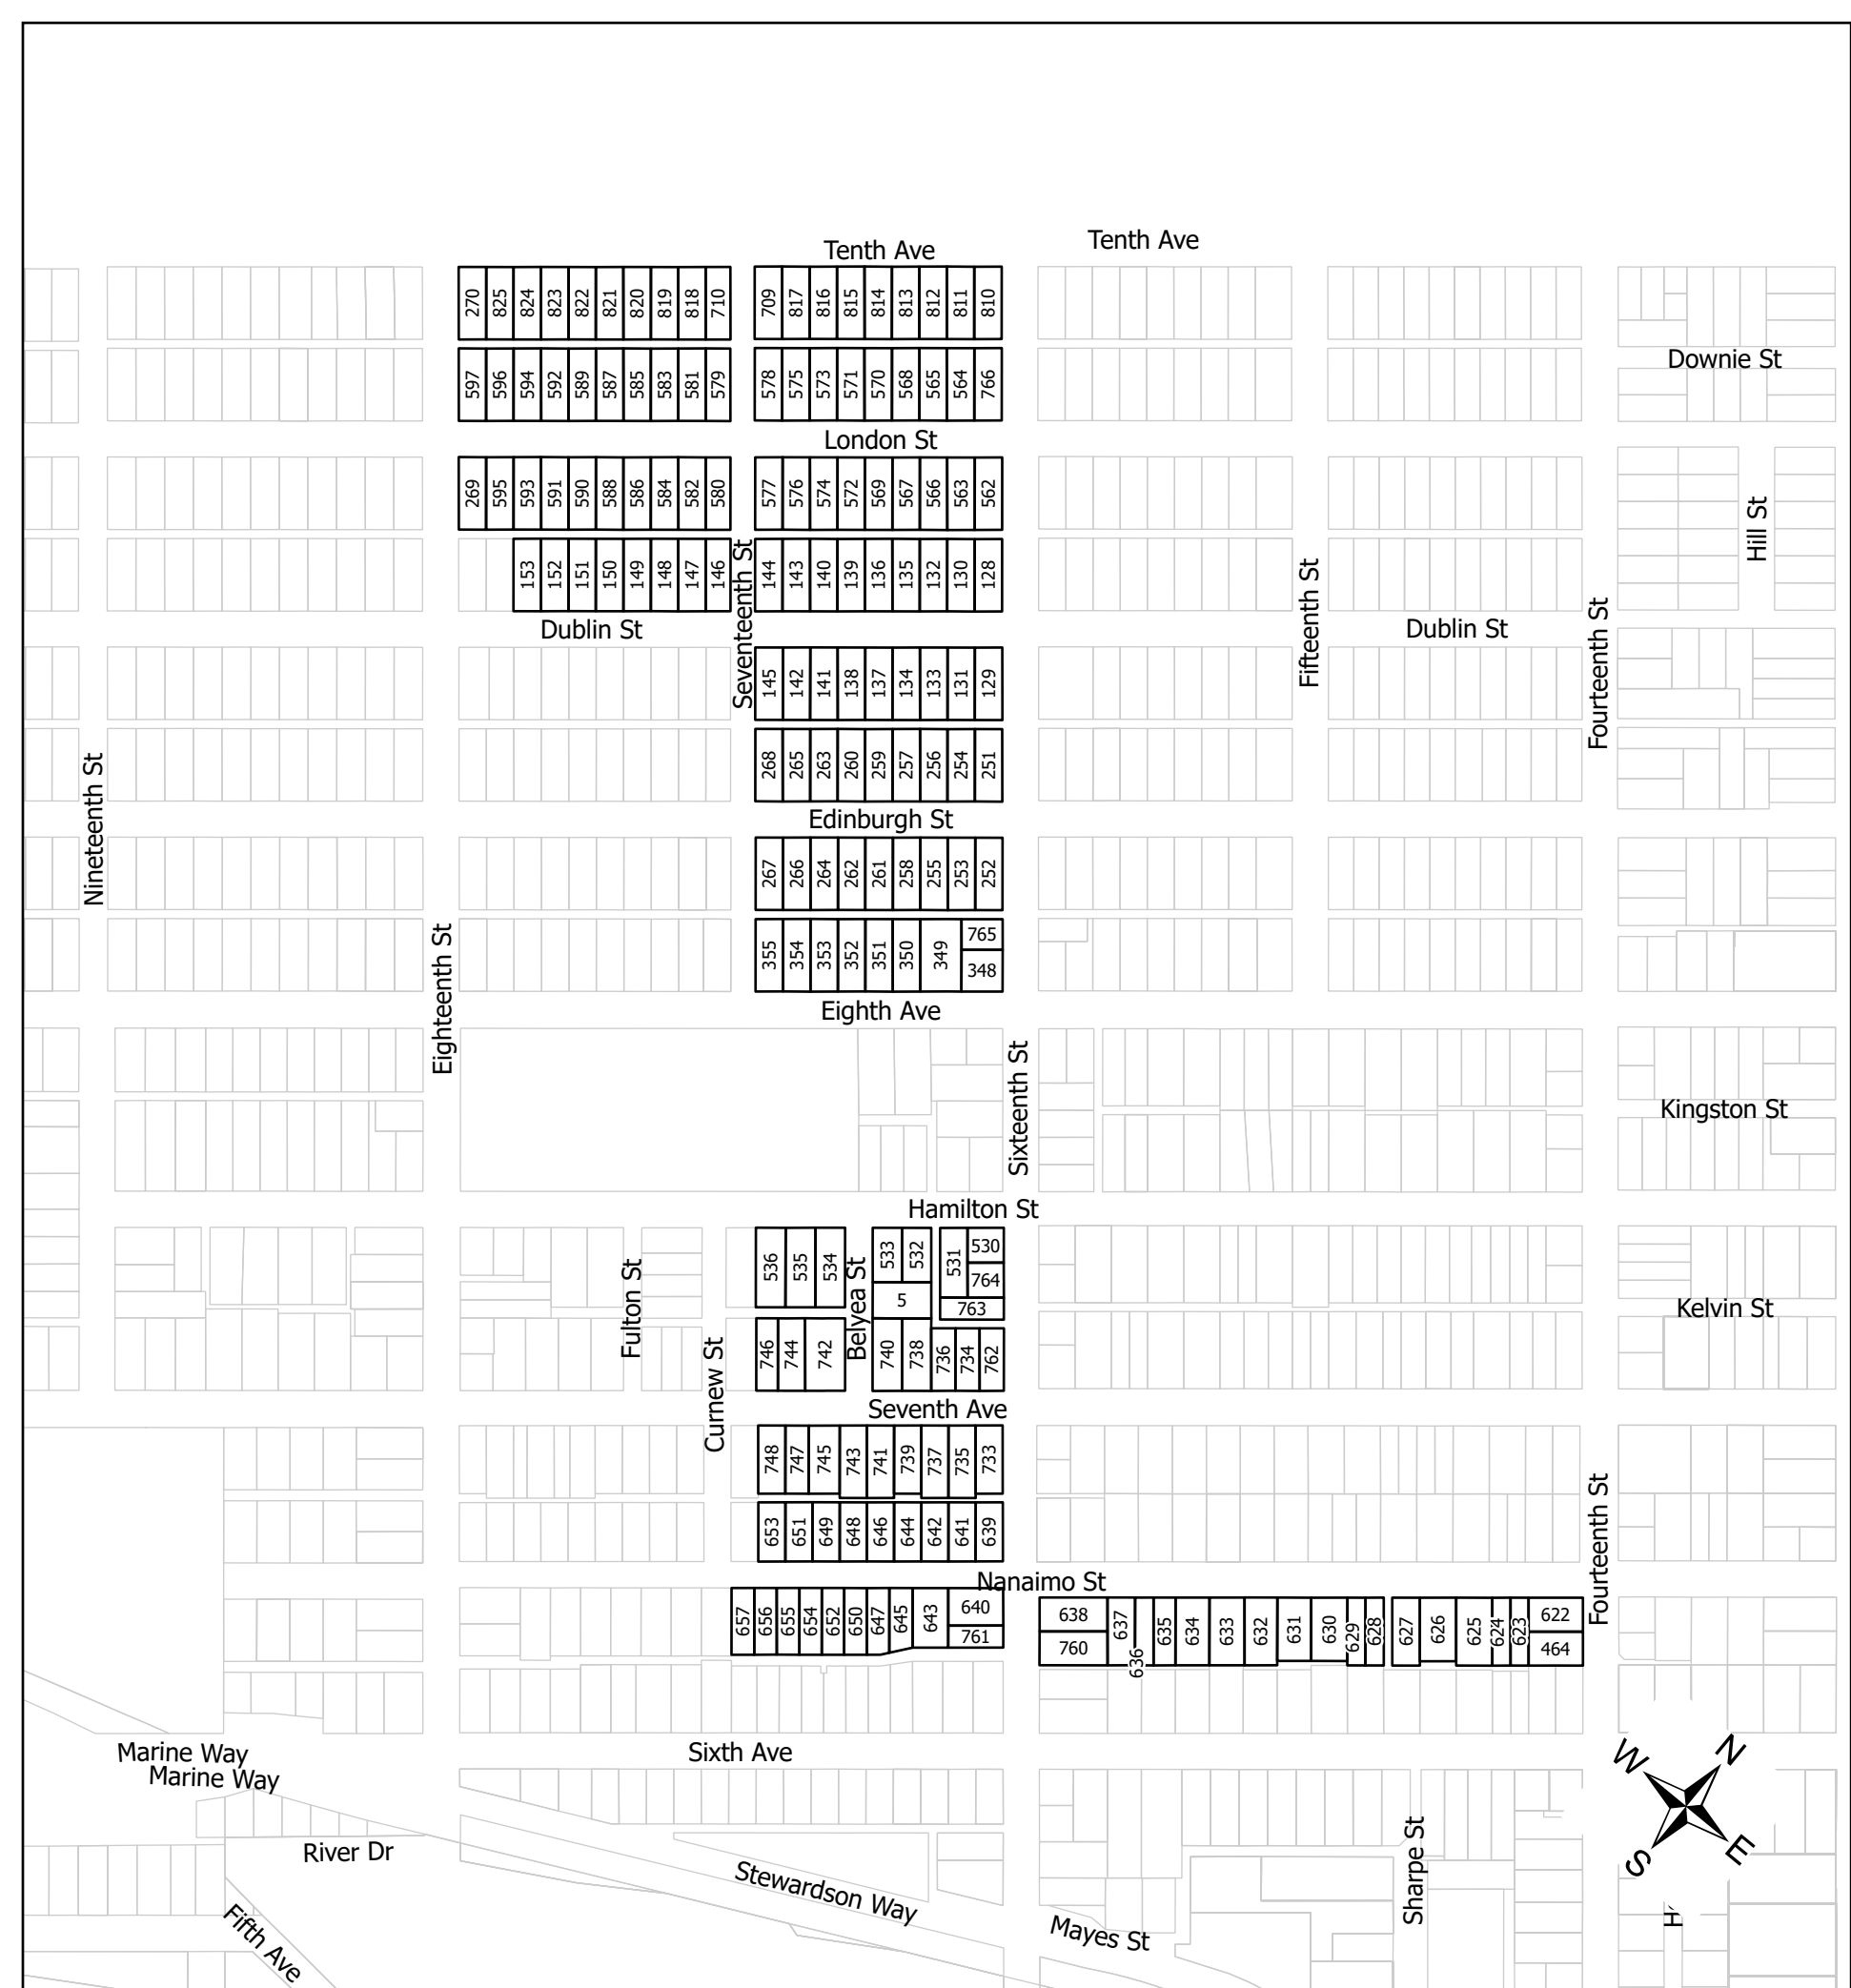 Tenth Ave
Tenth Ave
270 825 824 823 822 821 820 819 818 710
709 817 816 815 814 813 812 811 810
597 596 594 592 589 587 585 583 581 579
578 575 573 571 570 568 565 564 766
Downie St
London St
269 595 593 591 590 588 586 584 582 580
577 576 574 572 569 567 566 563 562
Hill St
153 152 151 150 149 148 147 146
144 143 140 139 136 135 132 130 128
Seventeenth St
Fifteenth St
Fourteenth St
Dublin St
Dublin St
145 142 141 138 137 134 133 131 129
268 265 263 260 259 257 256 254 251
Nineteenth St
Edinburgh St
267 266 264 262 261 258 255 253 252
355 354 353 352 351 350 349 765
348
Eighteenth St
Eighth Ave
Sixteenth St
Kingston St
Hamilton St
536 535 534
533 532
531 530
764
763
5
Fulton St
Belyea St
Kelvin St
746 744 742
740 738 736 734 762
Curnew St
Seventh Ave
748 747 745 743 741 739 737 735 733
653 651 649 648 646 644 642 641 639
Fourteenth St
Nanaimo St
657 656 655 654 652 650 647 645 643 640
761
638 637 636 635 634 633 632 631 630 629 628
760
627 626 625 624 623 622
464
Sixth Ave
Marine Way
Marine Way
W N
S E
River Dr
Stewardson Way
Sharpe St
Fifth Ave
Mayes St
H